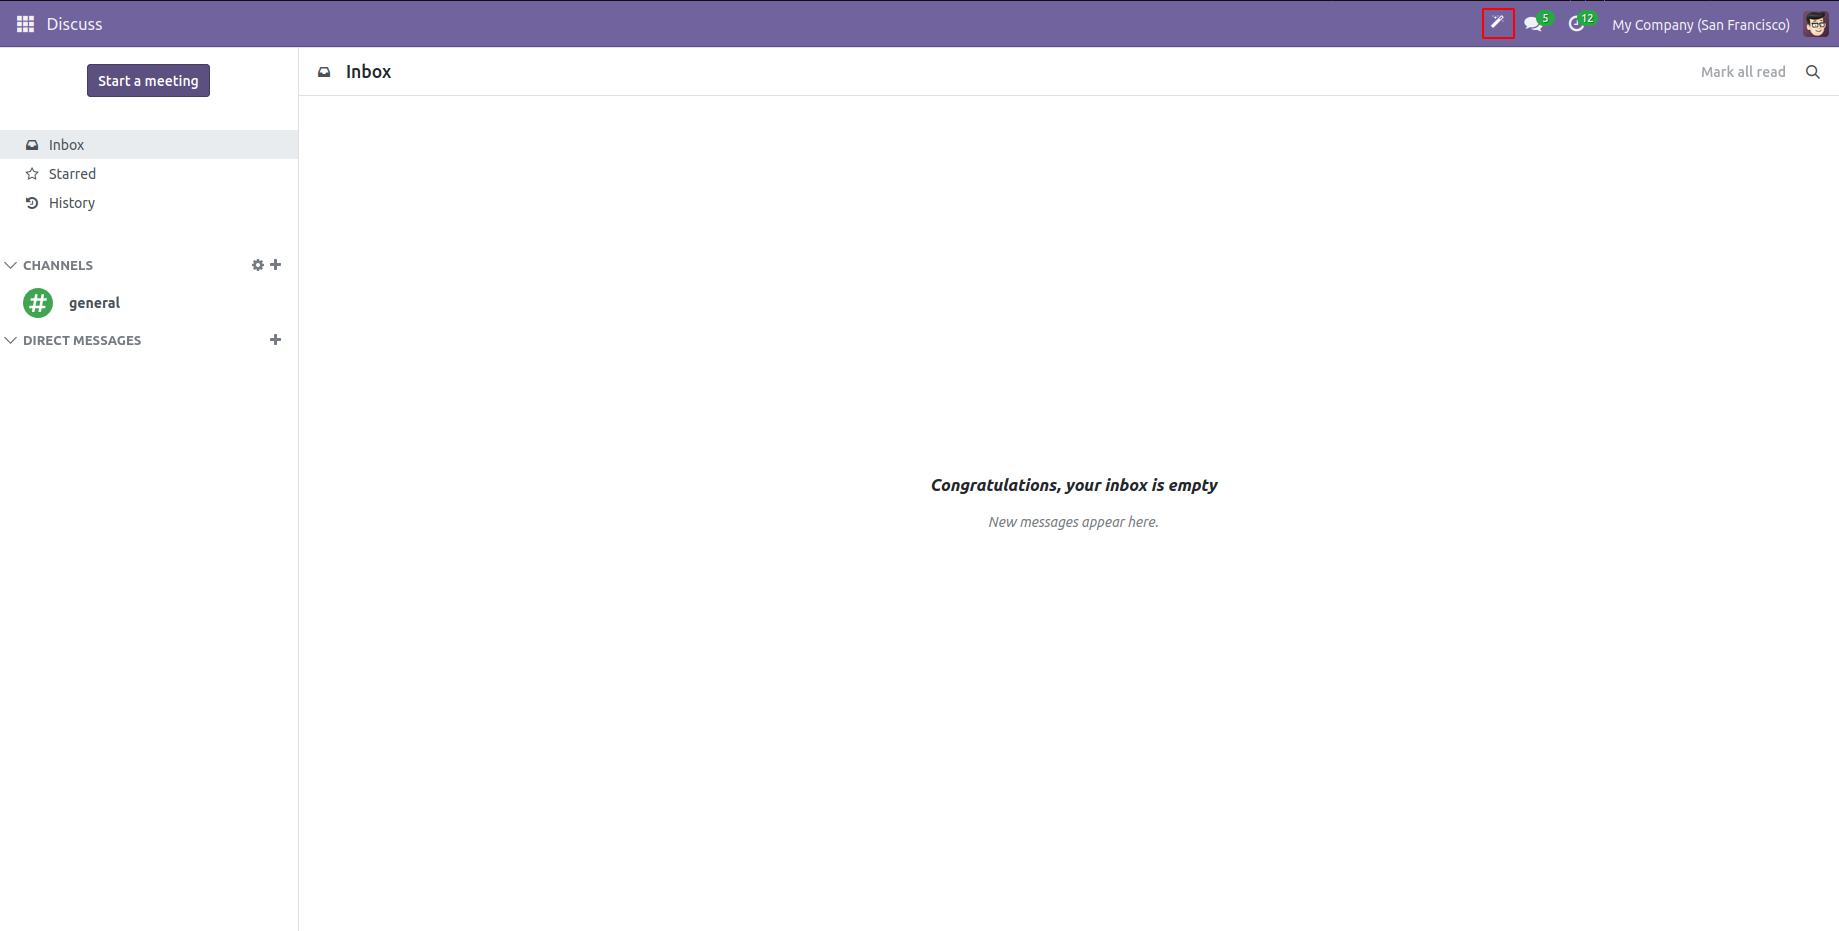 Discuss
5
12
My Company (San Francisco)
Start a meeting
Inbox
Mark all read
Inbox
Starred
History
CHANNELS
general
DIRECT MESSAGES
Congratulations, your inbox is empty
New messages appear here.